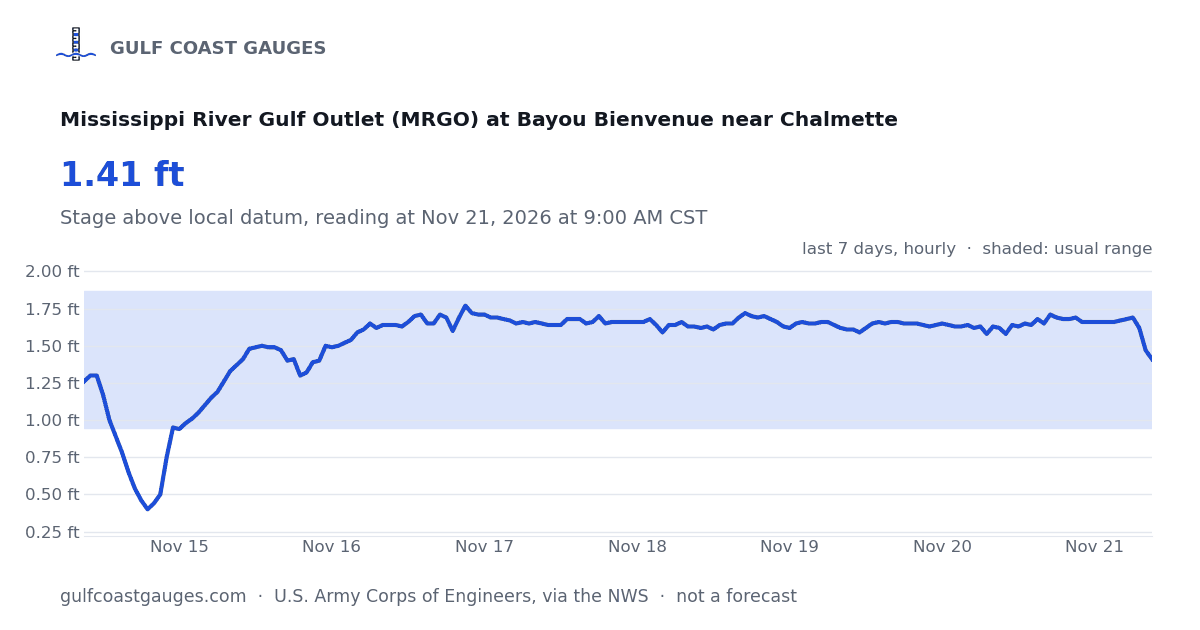 GULF COAST GAUGES
Mississippi River Gulf Outlet (MRGO) at Bayou Bienvenue near Chalmette
1.41 ft
Stage above local datum, reading at Nov 21, 2026 at 9:00 AM CST
last 7 days, hourly · shaded: usual range
2.00 ft
1.75 ft
1.50 ft
1.25 ft
1.00 ft
0.75 ft
0.50 ft
0.25 ft
Nov 15 Nov 16 Nov 17 Nov 18 Nov 19 Nov 20 Nov 21
gulfcoastgauges.com · U.S. Army Corps of Engineers, via the NWS · not a forecast